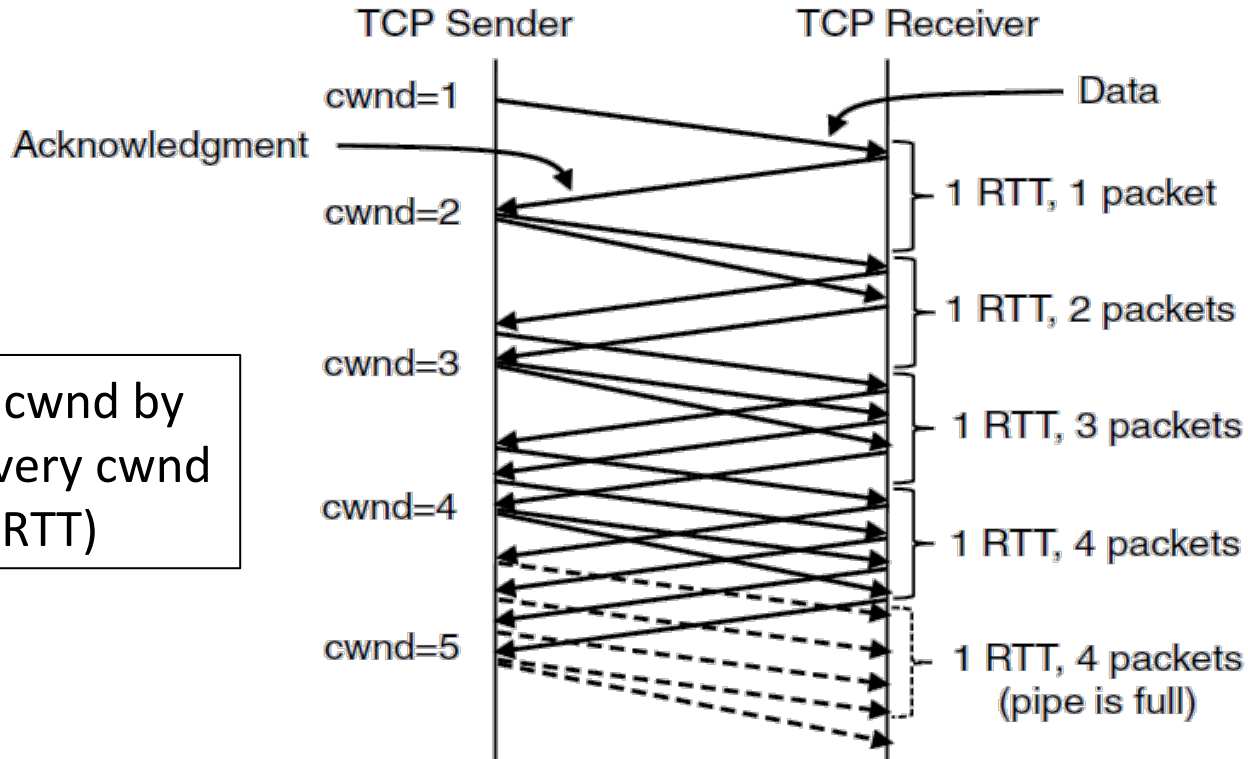 TCP Sender
TCP Receiver
cwnd=1
Data
Acknowledgment
1 RTT, 1 packet
cwnd=2
1 RTT, 2 packets
cwnd=3
cwnd by
very cwnd
RTT)
1 RTT, 3 packets
cwnd=4
1 RTT, 4 packets
cwnd=5
1 RTT, 4 packets
(pipe is full)